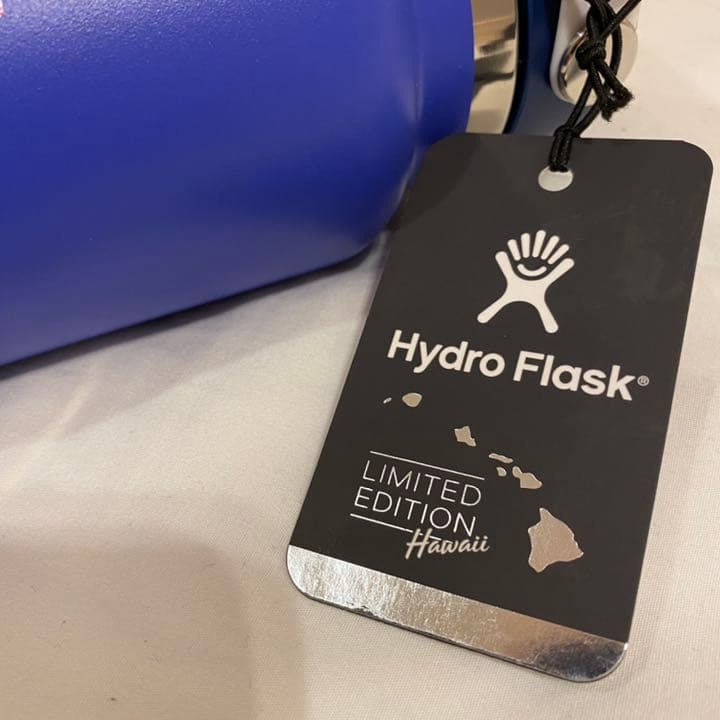 Hydro Flask®
LIMITED
EDITION
Hawaii